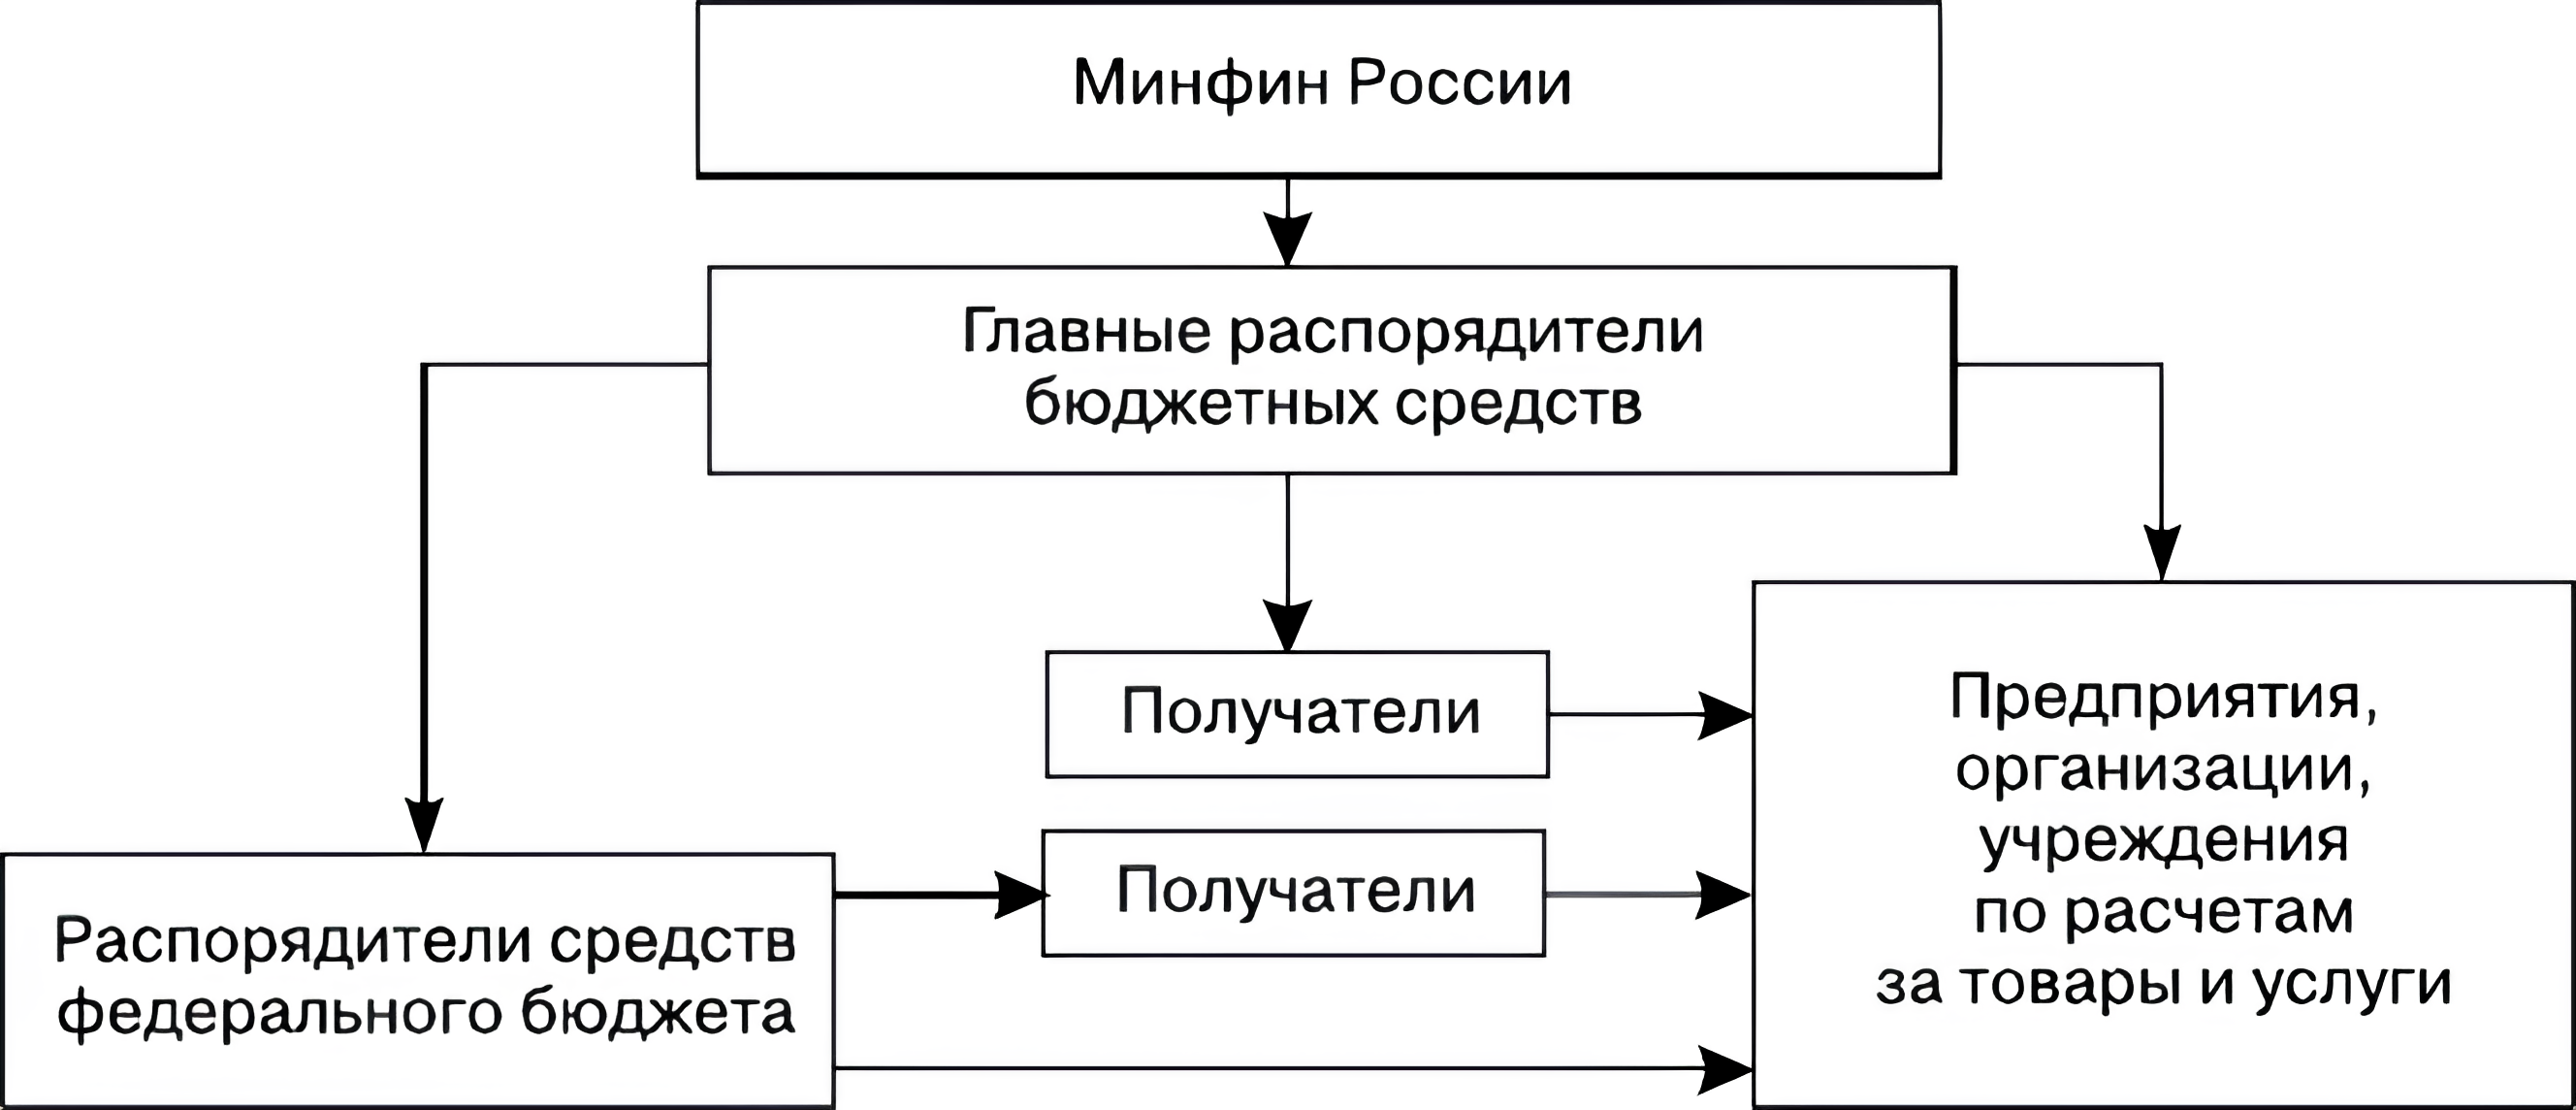 Минфин России
Главные распорядители
бюджетных средств
Получатели
Предприятия,
организации,
учреждения
по расчетам
за товары и услуги
Получатели
Распорядители средств
федерального бюджета